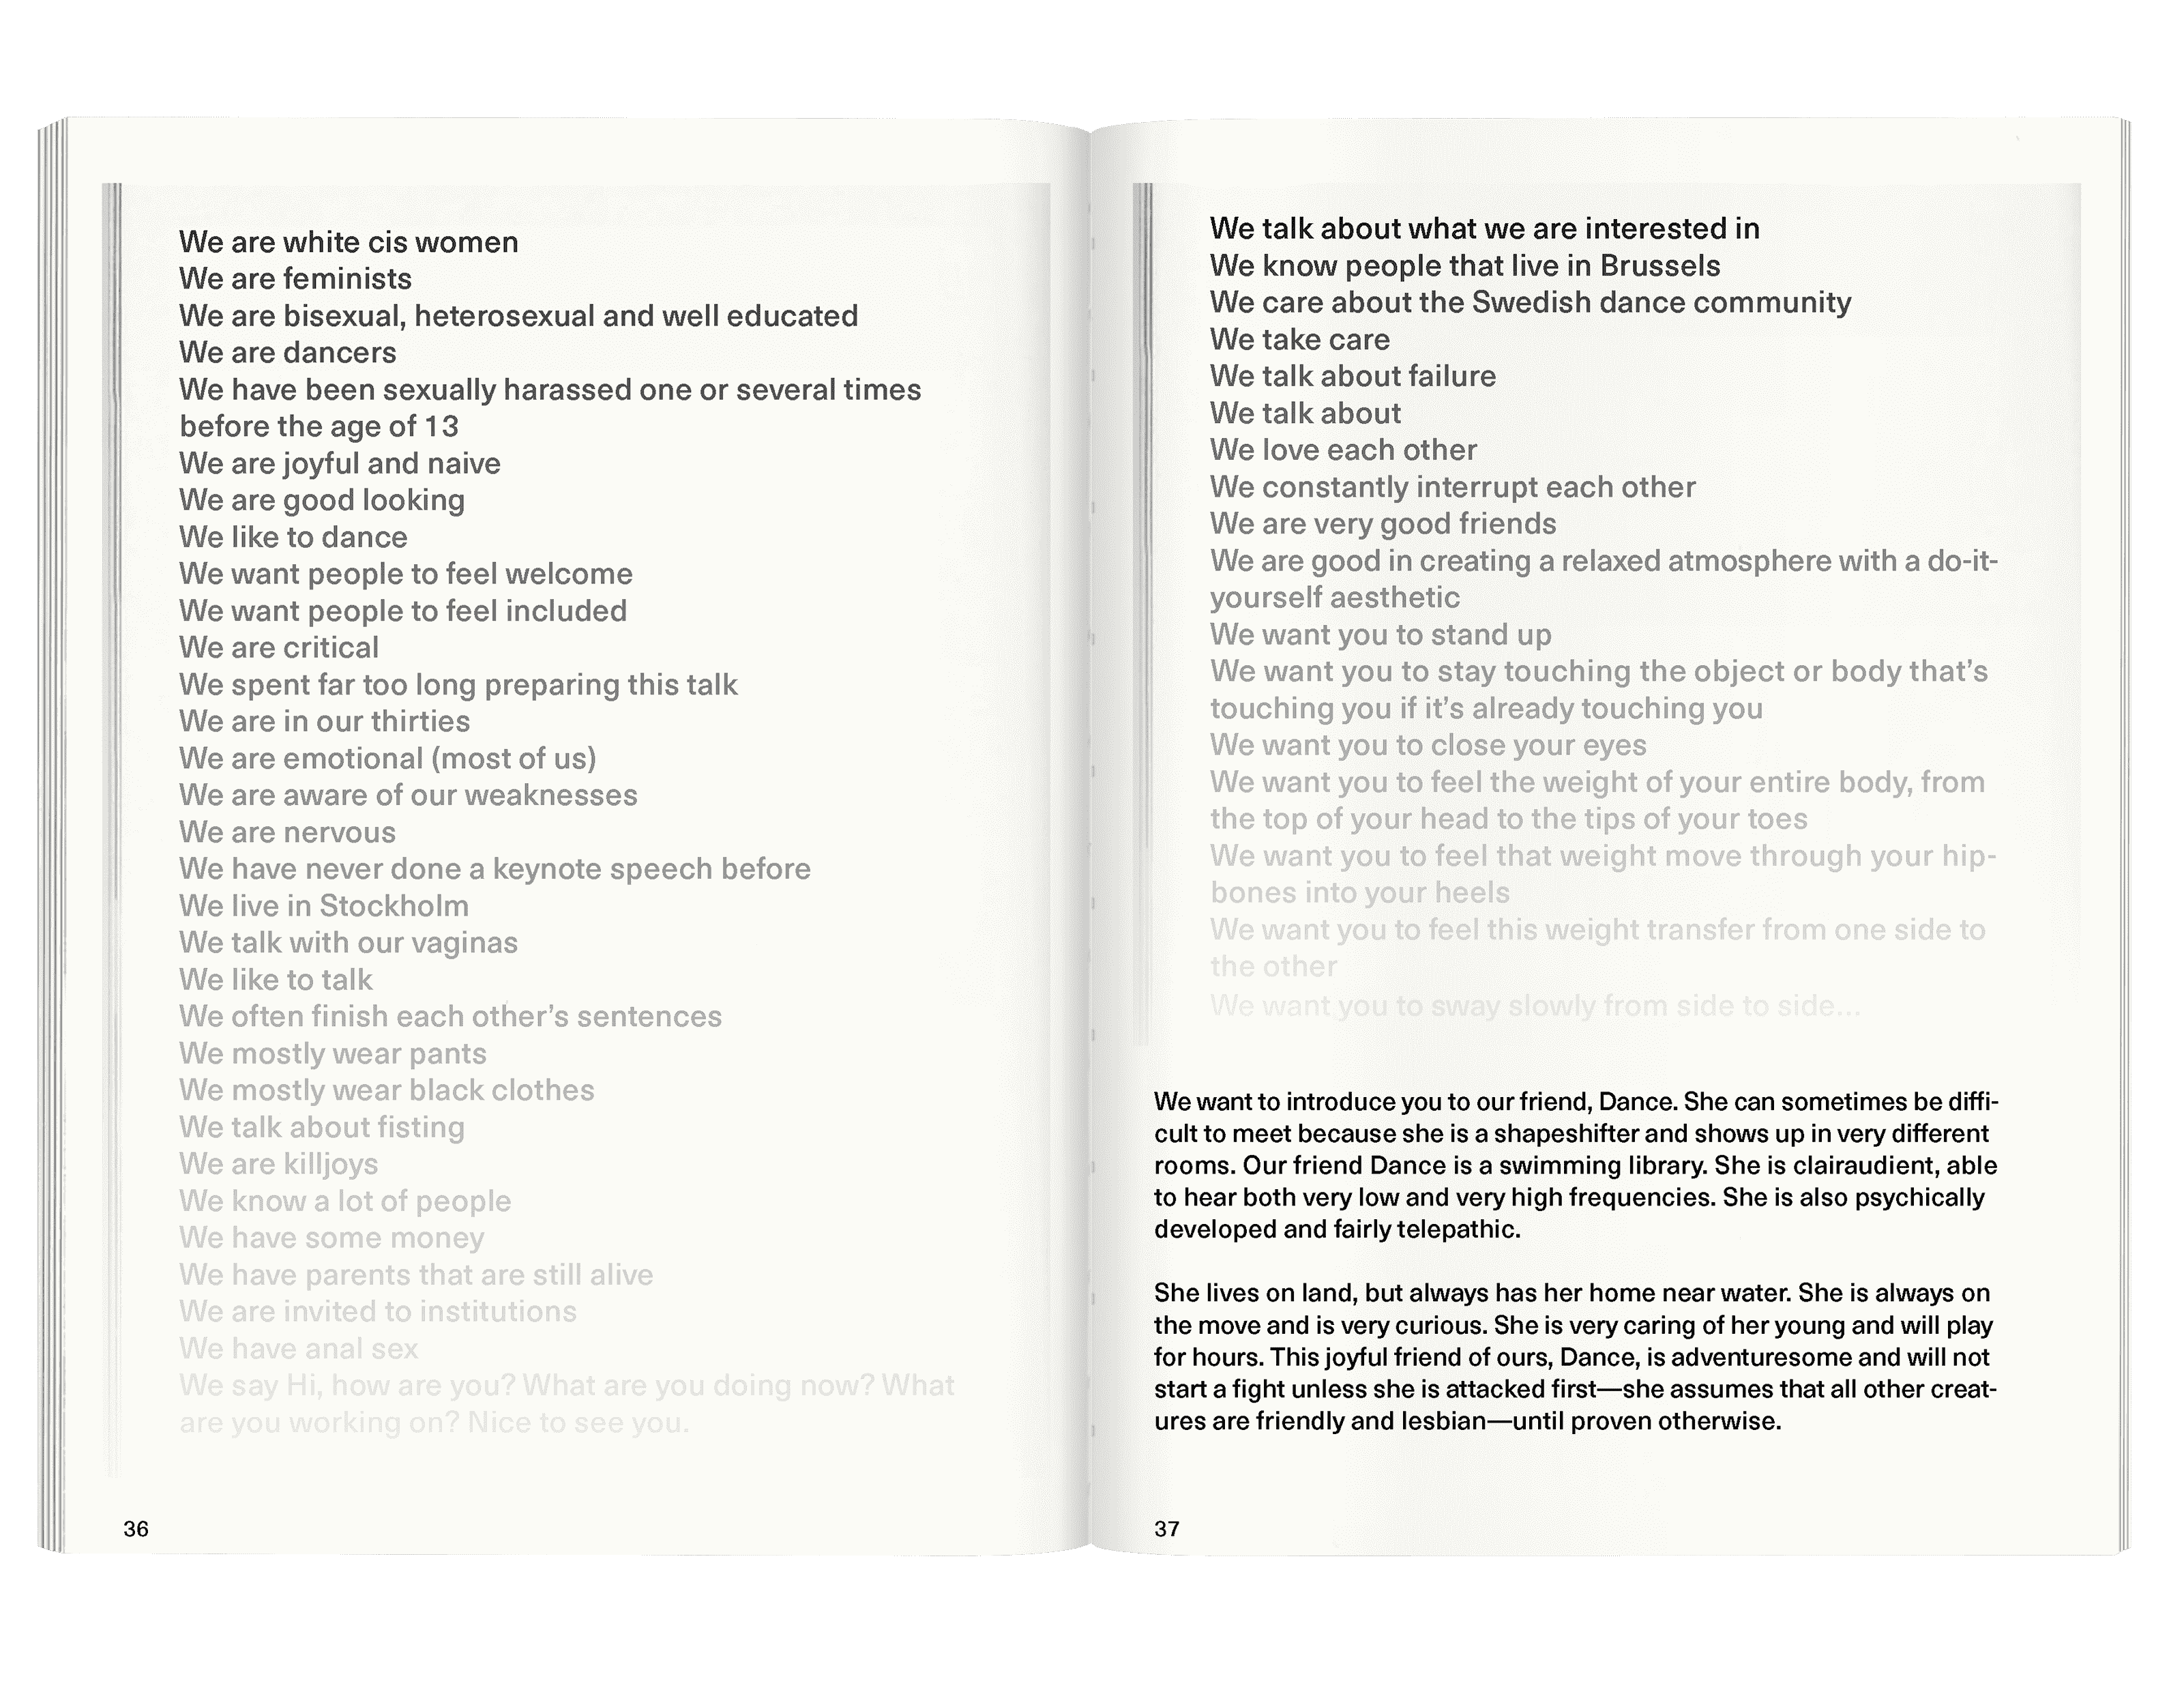 We are white cis women
We are feminists
We are bisexual, heterosexual and well educated
We are dancers
We have been sexually harassed one or several times
before the age of 13
We are joyful and naive
We are good looking
We like to dance
We want people to feel welcome
We want people to feel included
We are critical
We spent far too long preparing this talk
We are in our thirties
We are emotional (most of us)
We are aware of our weaknesses
We are nervous
We have never done a keynote speech before
We live in Stockholm
We talk with our vaginas
We like to talk
We often finish each other’s sentences
We mostly wear pants
We mostly wear black clothes
We talk about fisting
We are killjoys
We know a lot of people
We have some money
We have parents that are still alive
We are invited to institutions
We have anal sex
We say Hi, how are you? What are you doing now? What
are you working on? Nice to see you.
36
We talk about what we are interested in
We know people that live in Brussels
We care about the Swedish dance community
We take care
We talk about failure
We talk about
We love each other
We constantly interrupt each other
We are very good friends
We are good in creating a relaxed atmosphere with a do-it-
yourself aesthetic
We want you to stand up
We want you to stay touching the object or body that’s
touching you if it’s already touching you
We want you to close your eyes
We want you to feel the weight of your entire body, from
the top of your head to the tips of your toes
We want you to feel that weight move through your hip-
bones into your heels
We want you to feel this weight transfer from one side to
the other
We want you to sway slowly from side to side...
We want to introduce you to our friend, Dance. She can sometimes be diffi-
cult to meet because she is a shapeshifter and shows up in very different
rooms. Our friend Dance is a swimming library. She is clairaudient, able
to hear both very low and very high frequencies. She is also psychically
developed and fairly telepathic.
She lives on land, but always has her home near water. She is always on
the move and is very curious. She is very caring of her young and will play
for hours. This joyful friend of ours, Dance, is adventuresome and will not
start a fight unless she is attacked first—she assumes that all other creat-
ures are friendly and lesbian—until proven otherwise.
37